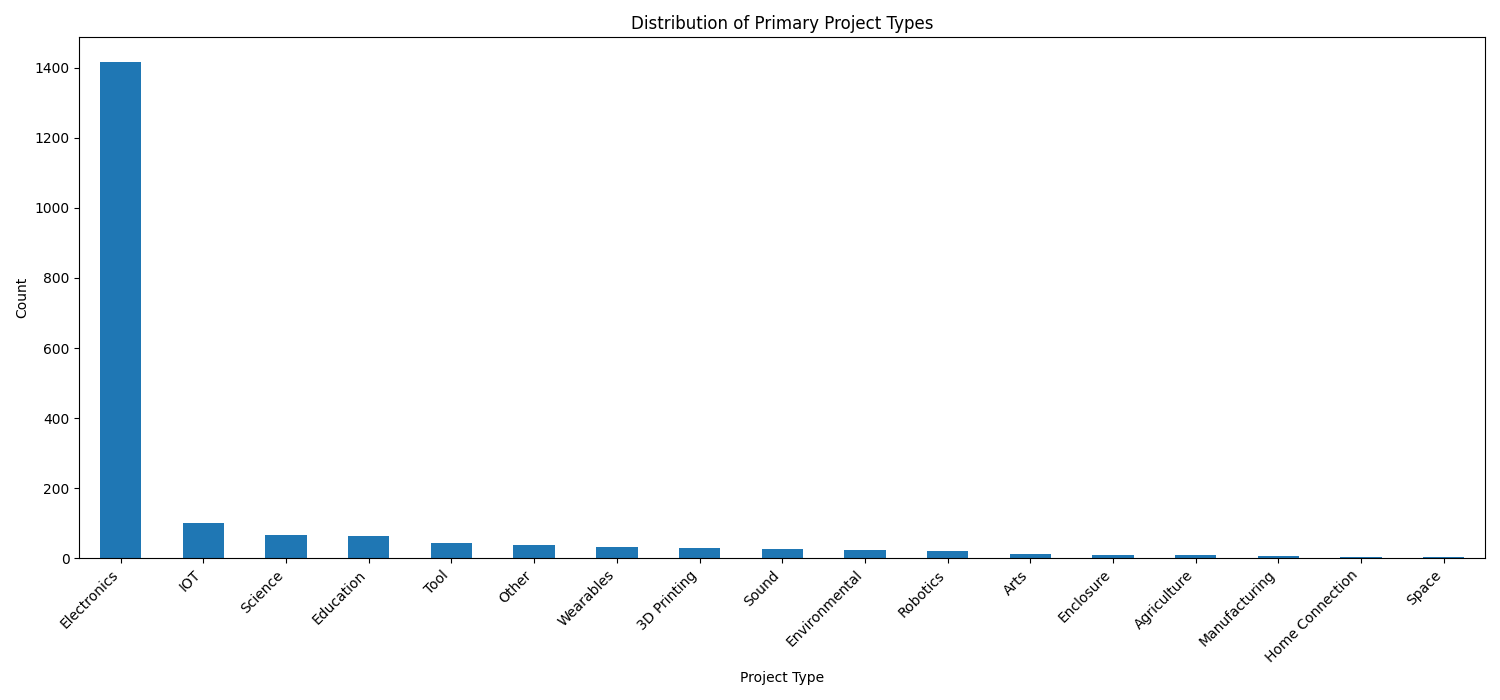 Distribution of Primary Project Types
1400
1200
1000
800
600
400
200
0
Count
Electronics
IOT
Science
Education
Tool
Other
Wearables
3D Printing
Sound
Environmental
Robotics
Arts
Enclosure
Agriculture
Manufacturing
Home Connection
Space
Project Type